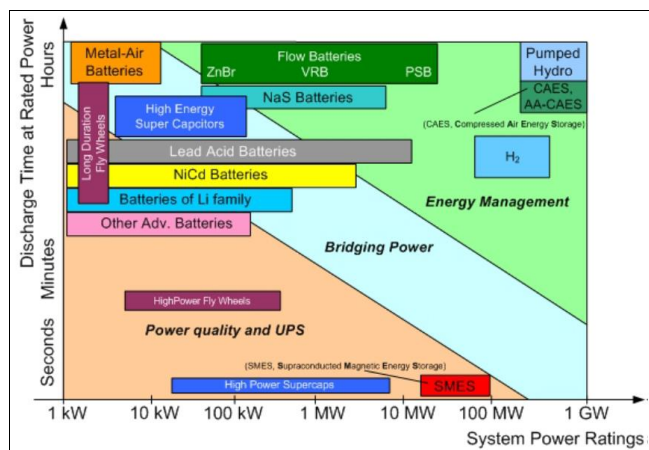 Discharge Time at Rated Power
Hours
Minutes
Seconds
Metal-Air
Batteries
Flow Batteries
ZnBr VRB PSB
Pumped
Hydro
NaS Batteries
CAES,
AA-CAES
High Energy
Super Capcitors
(CAES, Compressed Air Energy Storage)
Long Duration
Fly Wheels
Lead Acid Batteries
H2
NiCd Batteries
Batteries of Li family
Energy Management
Other Adv. Batteries
Bridging Power
HighPower Fly Wheels
Power quality and UPS
(SMES, Supraconducted Magnetic Energy Storage)
High Power Supercaps
SMES
1 kW 10 kW 100 kW 1 MW 10 MW 100 MW 1 GW
System Power Ratings